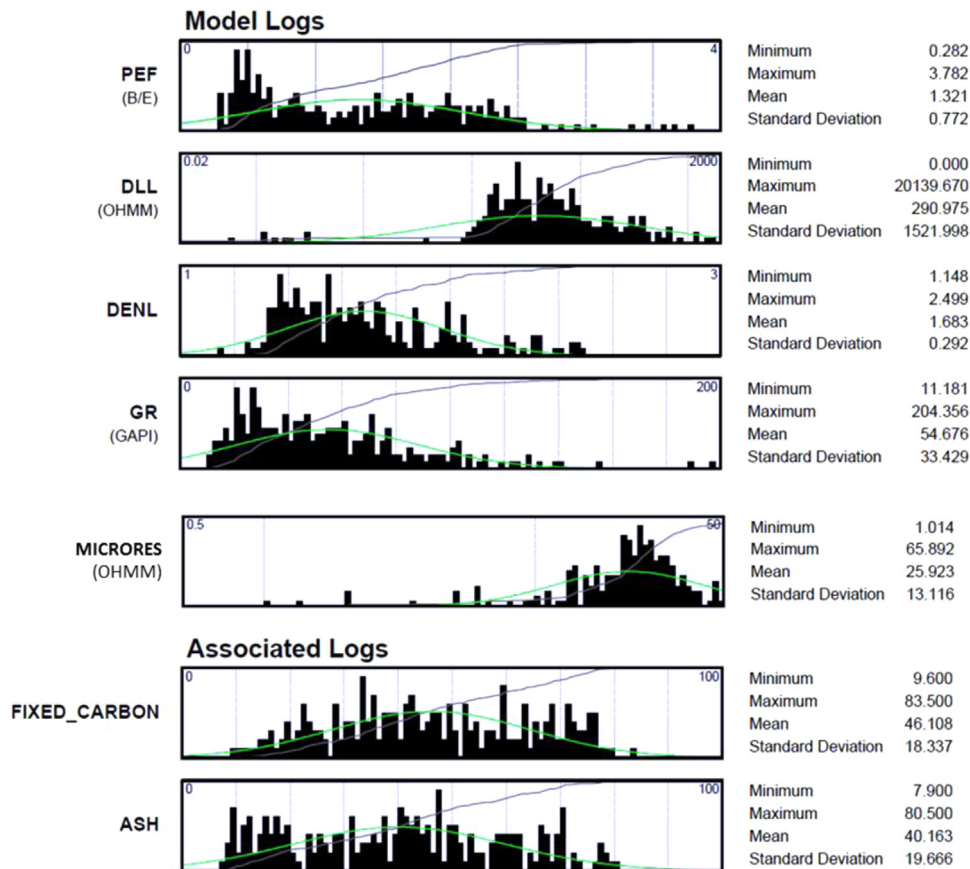 Model Logs
PEF
(B/E)
0 4
Minimum 0.282
Maximum 3.782
Mean 1.321
Standard Deviation 0.772
DLL
(OHMM)
0.02 2000
Minimum 0.000
Maximum 20139.670
Mean 290.975
Standard Deviation 1521.998
DENL
1 3
Minimum 1.148
Maximum 2.499
Mean 1.683
Standard Deviation 0.292
GR
(GAPI)
0 200
Minimum 11.181
Maximum 204.356
Mean 54.676
Standard Deviation 33.429
MICRORES
(OHMM)
0.5 50
Minimum 1.014
Maximum 65.892
Mean 25.923
Standard Deviation 13.116
Associated Logs
FIXED_CARBON
0 100
Minimum 9.600
Maximum 83.500
Mean 46.108
Standard Deviation 18.337
ASH
0 100
Minimum 7.900
Maximum 80.500
Mean 40.163
Standard Deviation 19.666